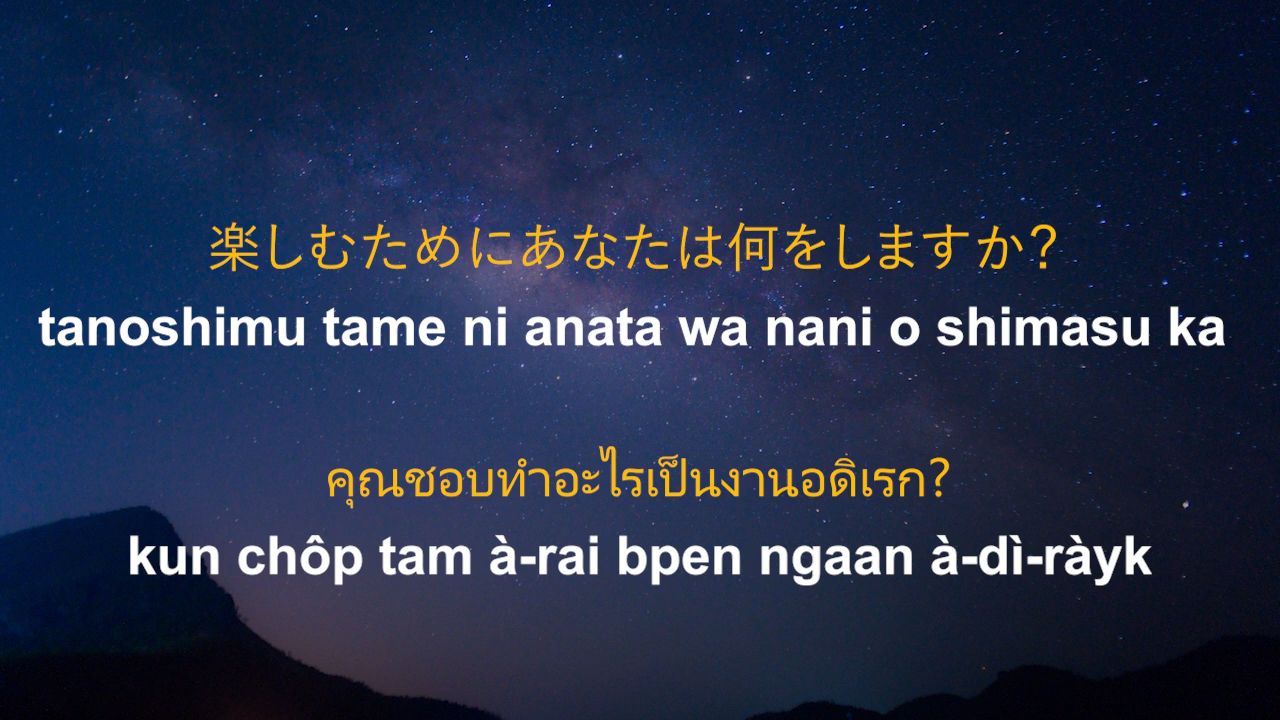 楽しむためにあなたは何をしますか?
tanoshimu tame ni anata wa nani o shimasu ka
คุณชอบทำอะไรเป็นงานอดิเรก?
kun chôp tam à-rai bpen ngaan à-dì-ràyk